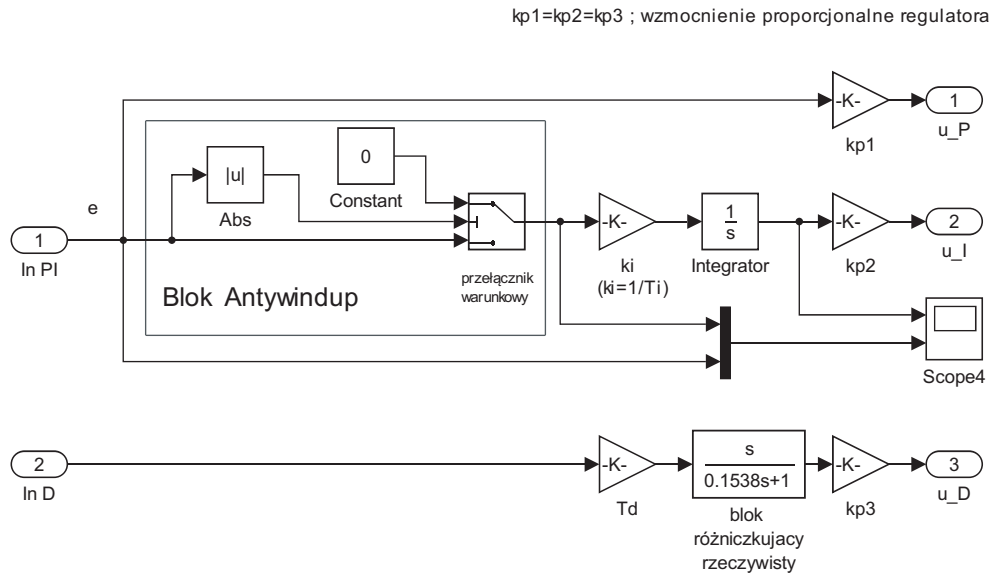 kp1=kp2=kp3 ; wzmocnienie proporcjonalne regulatora
-K-
1
kp1
u_P
|u|
Abs
0
Constant
e
1
In PI
przełącznik
warunkowy
Blok Antywindup
-K-
ki
(ki=1/Ti)
1
s
Integrator
-K-
kp2
2
u_I
Scope4
2
In D
-K-
Td
s
0.1538s+1
blok
różniczkujacy
rzeczywisty
-K-
kp3
3
u_D